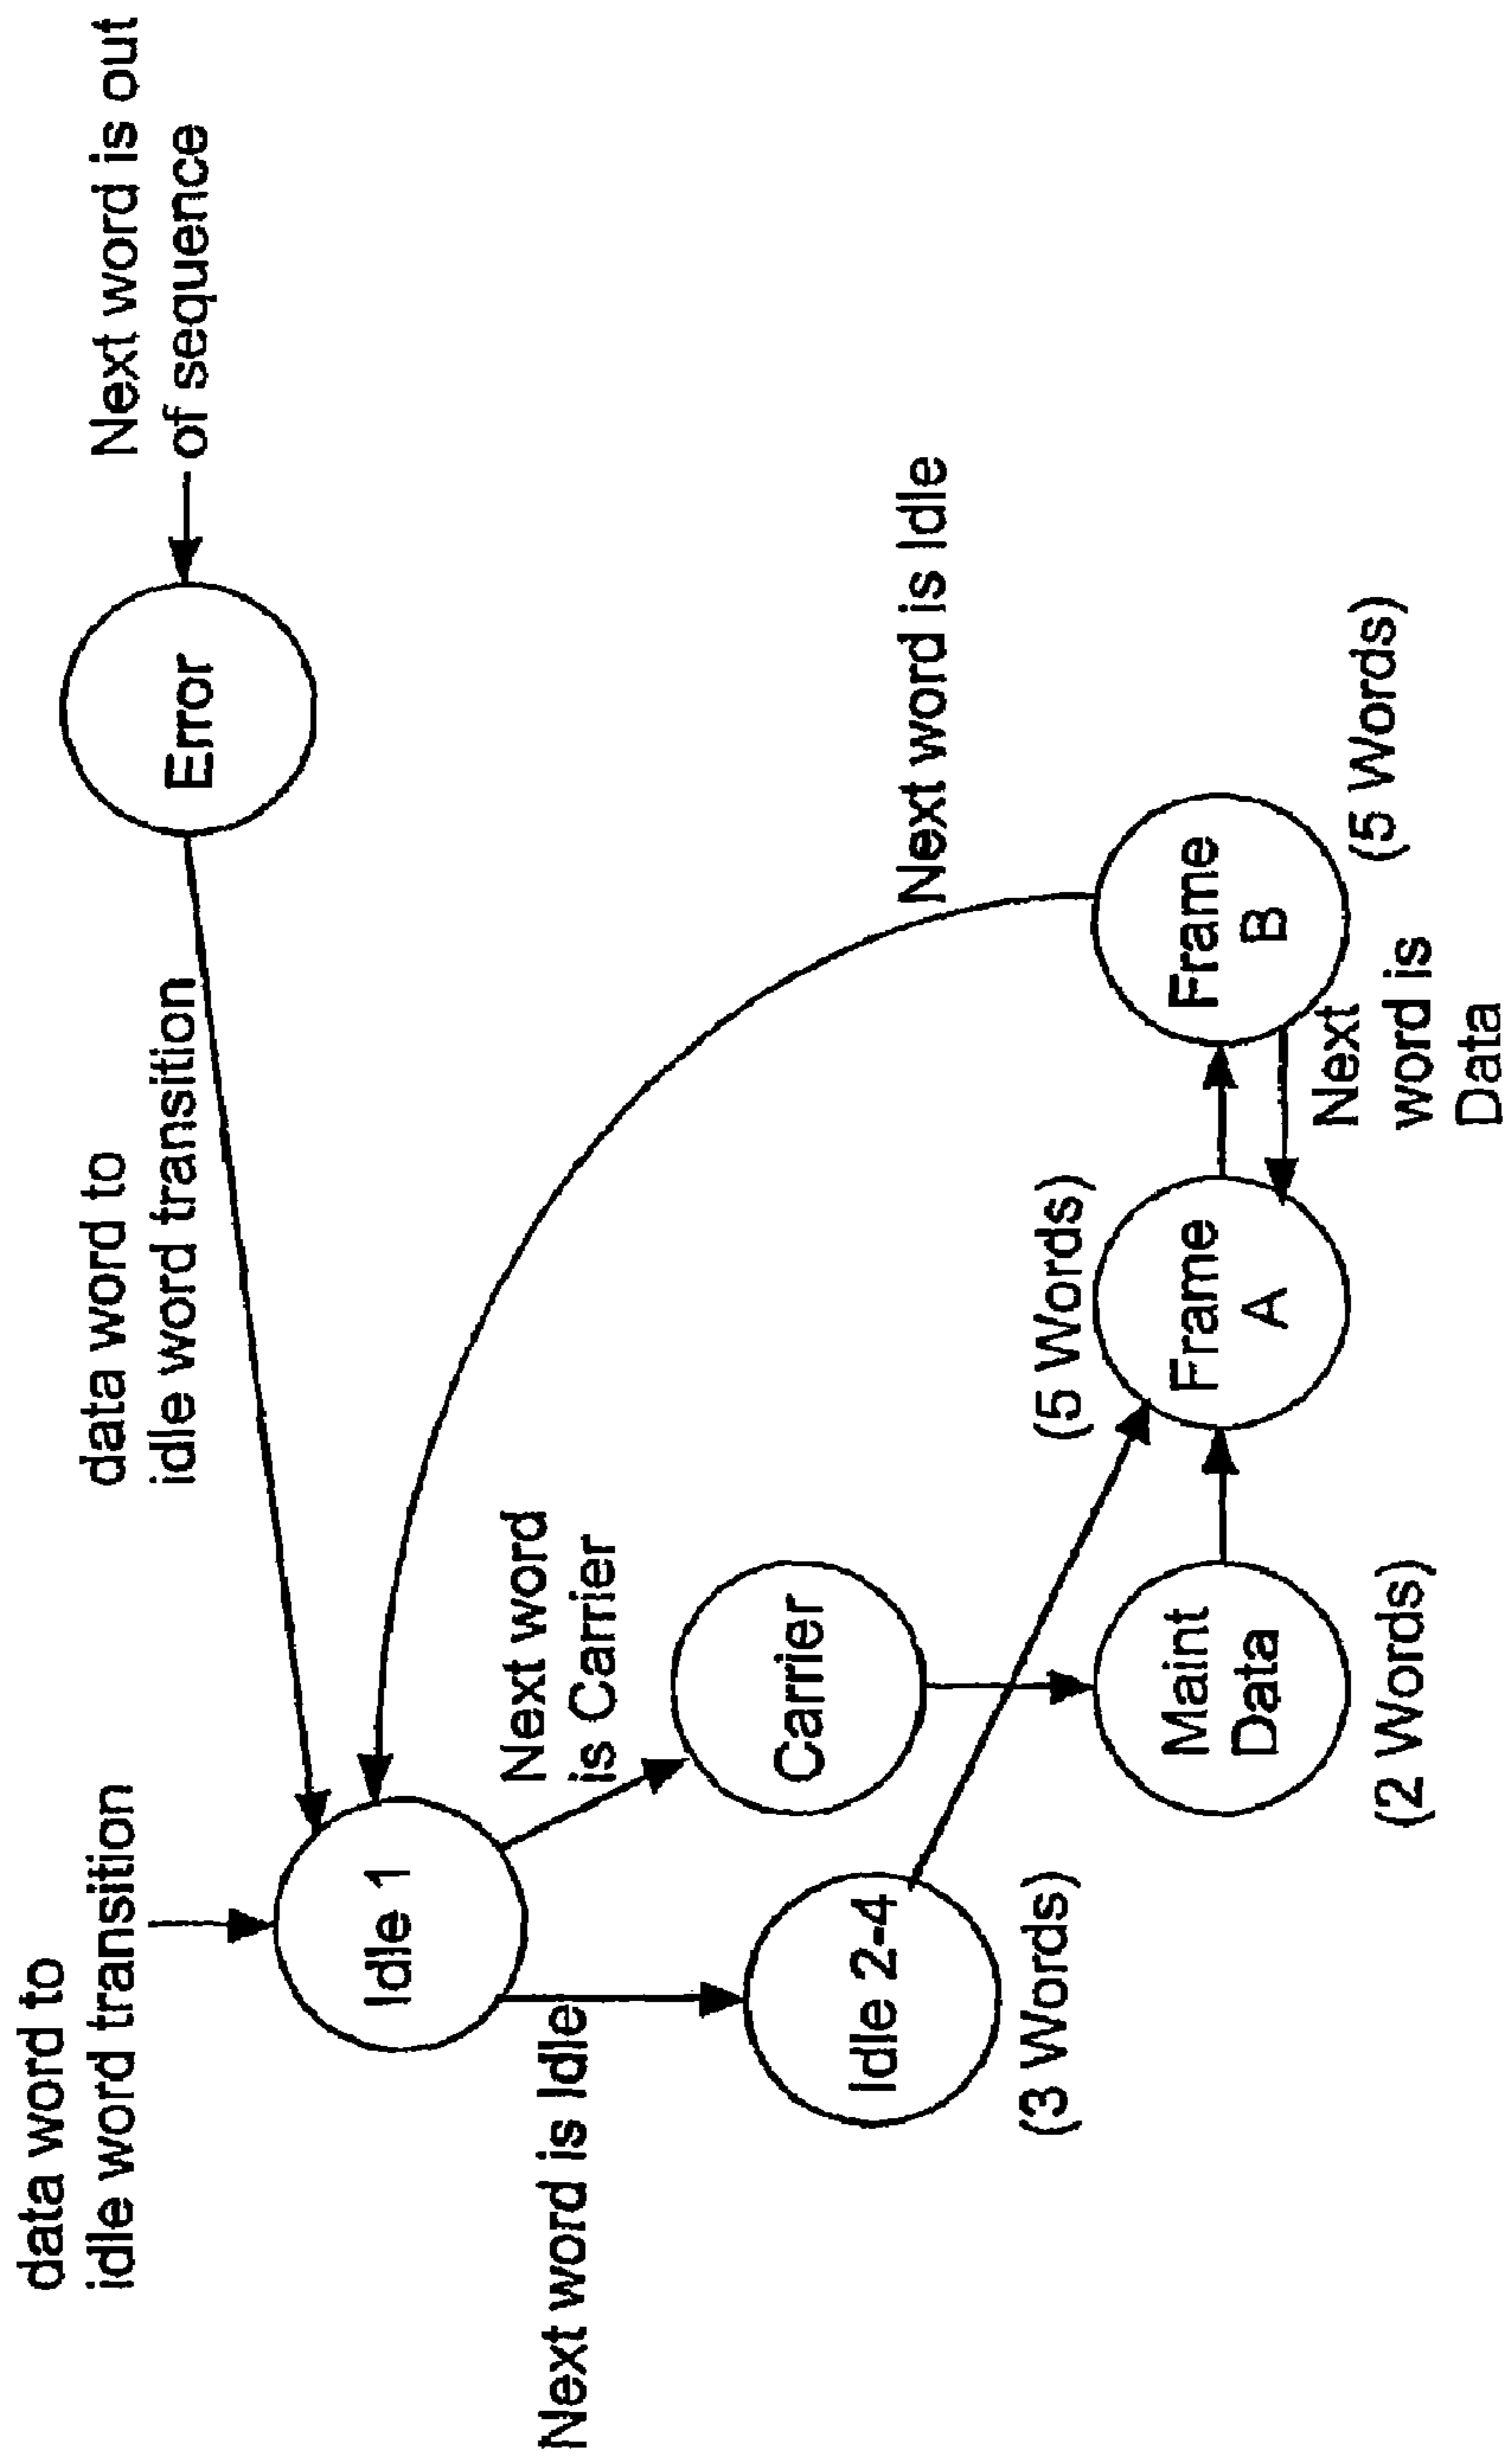 data word to
idle word transition
data word to
idle word transition
Next word is out
of sequence
Error
Idle 1
Next word is Idle
Next word
is Carrier
Next word is Idle
Idle 2-4
(3 Words)
Carrier
Maint
Data
(2 Words)
(5 Words)
Frame
A
Frame
B
(5 Words)
Next
word is
Data